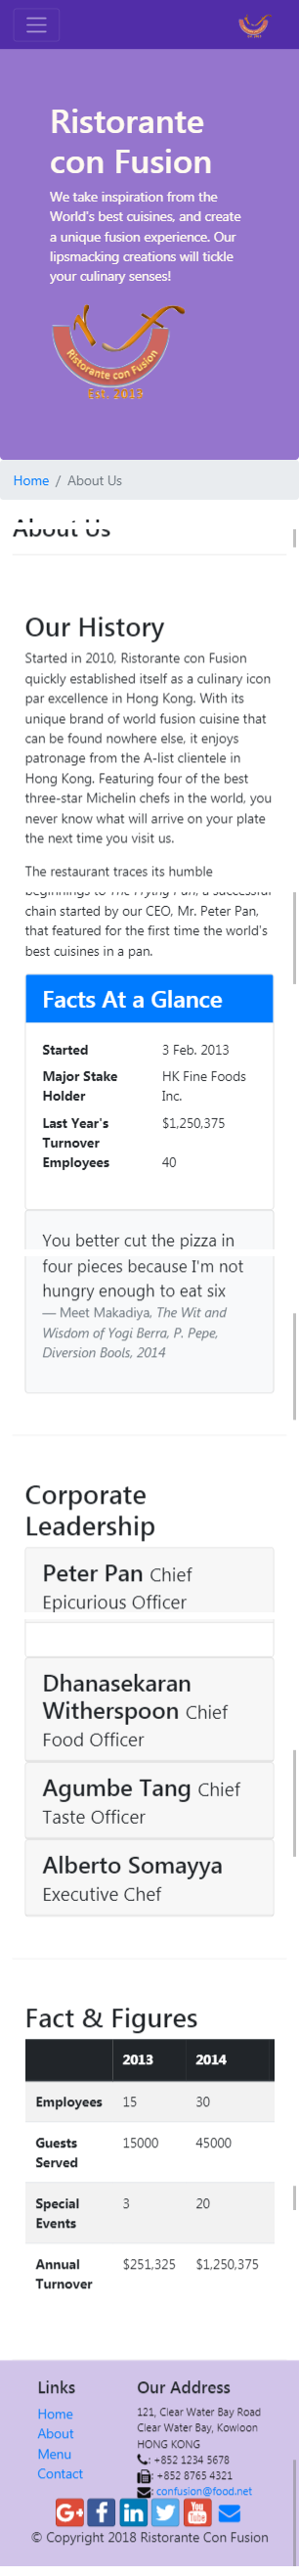 Ristorante
con Fusion
We take inspiration from the
World's best cuisines, and create
a unique fusion experience. Our
lipsmacking creations will tickle
your culinary senses!
Ristorante con Fusion
Est. 2013
Home / About Us
About Us
Our History
Started in 2010, Ristorante con Fusion
quickly established itself as a culinary icon
par excellence in Hong Kong. With its
unique brand of world fusion cuisine that
can be found nowhere else, it enjoys
patronage from the A-list clientele in
Hong Kong. Featuring four of the best
three-star Michelin chefs in the world, you
never know what will arrive on your plate
the next time you visit us.
The restaurant traces its humble
beginnings to The Frying Pan, a successful
chain started by our CEO, Mr. Peter Pan,
that featured for the first time the world's
best cuisines in a pan.
Facts At a Glance
Started 3 Feb. 2013
Major Stake HK Fine Foods
Holder Inc.
Last Year's $1,250,375
Turnover
Employees 40
You better cut the pizza in
four pieces because I'm not
hungry enough to eat six
— Meet Makadiya, The Wit and
Wisdom of Yogi Berra, P. Pepe,
Diversion Bools, 2014
Corporate
Leadership
Peter Pan Chief
Epicurious Officer
Dhanasekaran
Witherspoon Chief
Food Officer
Agumbe Tang Chief
Taste Officer
Alberto Somayya
Executive Chef
Fact & Figures
2013 2014
Employees 15 30
Guests 15000 45000
Served
Special 3 20
Events
Annual $251,325 $1,250,375
Turnover
Links
Home
About
Menu
Contact
Our Address
121, Clear Water Bay Road
Clear Water Bay, Kowloon
HONG KONG
: +852 1234 5678
: +852 8765 4321
: confusion@food.net
© Copyright 2018 Ristorante Con Fusion